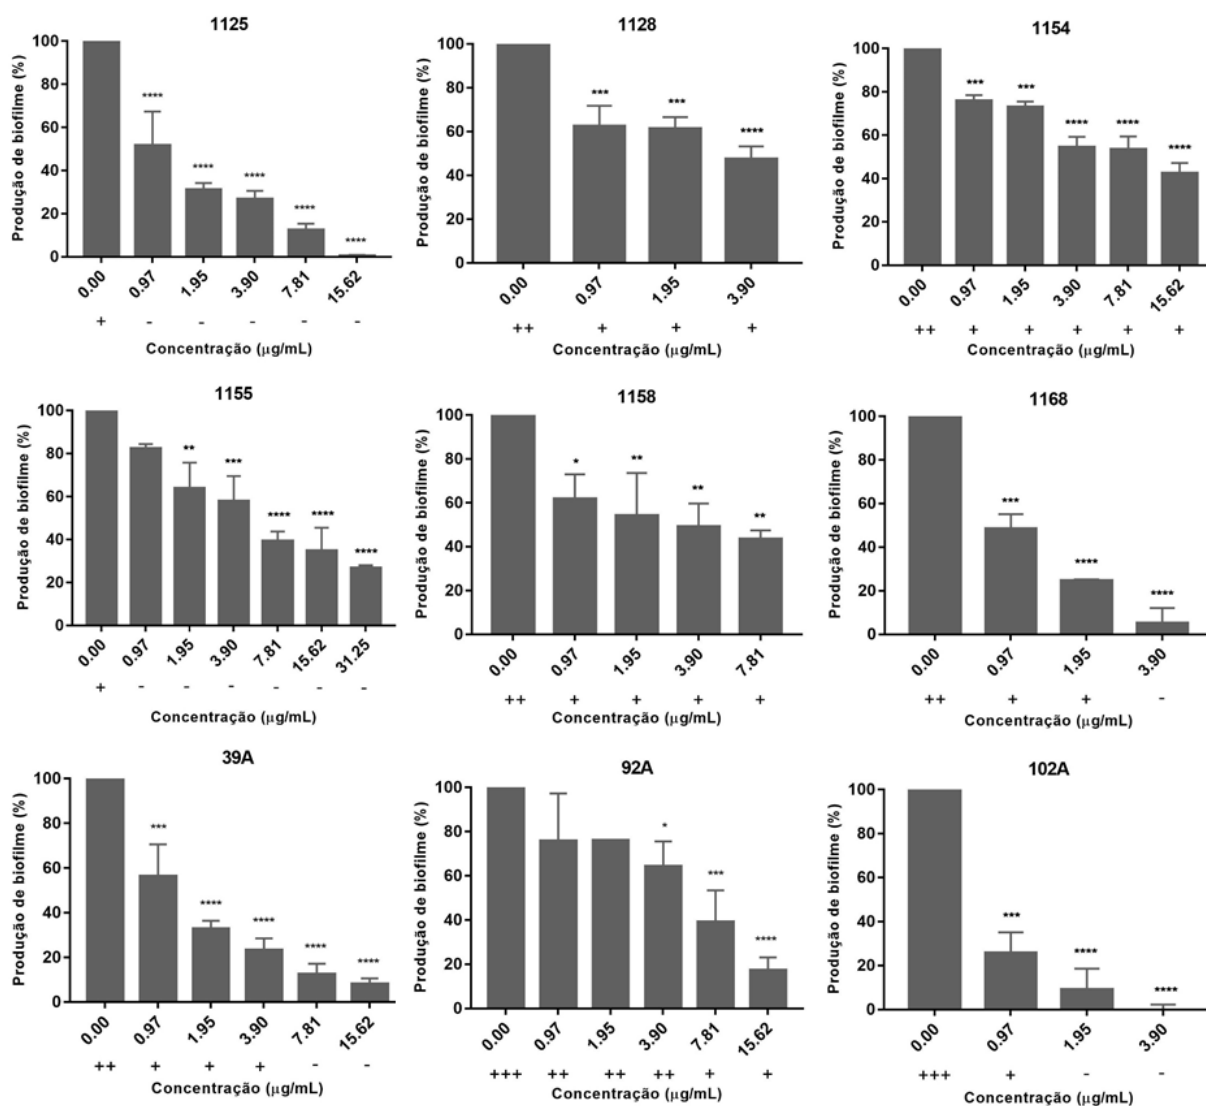 1125
Produção de biofilme (%)
100
80
60
40
20
0
**** **** **** **** ****
0.00 0.97 1.95 3.90 7.81 15.62
+ - - - - -
Concentração (μg/mL)
1128
Produção de biofilme (%)
100
80
60
40
20
0
*** *** ****
0.00 0.97 1.95 3.90
++ + + +
Concentração (μg/mL)
1154
Produção de biofilme (%)
100
80
60
40
20
0
*** *** **** **** ****
0.00 0.97 1.95 3.90 7.81 15.62
++ + + + + +
Concentração (μg/mL)
1155
Produção de biofilme (%)
100
80
60
40
20
0
** *** **** **** ****
0.00 0.97 1.95 3.90 7.81 15.62 31.25
+ - - - - - -
Concentração (μg/mL)
1158
Produção de biofilme (%)
100
80
60
40
20
0
* ** ** **
0.00 0.97 1.95 3.90 7.81
++ + + + +
Concentração (μg/mL)
1168
Produção de biofilme (%)
100
80
60
40
20
0
*** **** ****
0.00 0.97 1.95 3.90
++ + + -
Concentração (μg/mL)
39A
Produção de biofilme (%)
100
80
60
40
20
0
*** **** **** **** ****
0.00 0.97 1.95 3.90 7.81 15.62
++ + + + - -
Concentração (μg/mL)
92A
Produção de biofilme (%)
100
80
60
40
20
0
* *** ****
0.00 0.97 1.95 3.90 7.81 15.62
+++ ++ ++ ++ + +
Concentração (μg/mL)
102A
Produção de biofilme (%)
100
80
60
40
20
0
*** **** ****
0.00 0.97 1.95 3.90
+++ + - -
Concentração (μg/mL)